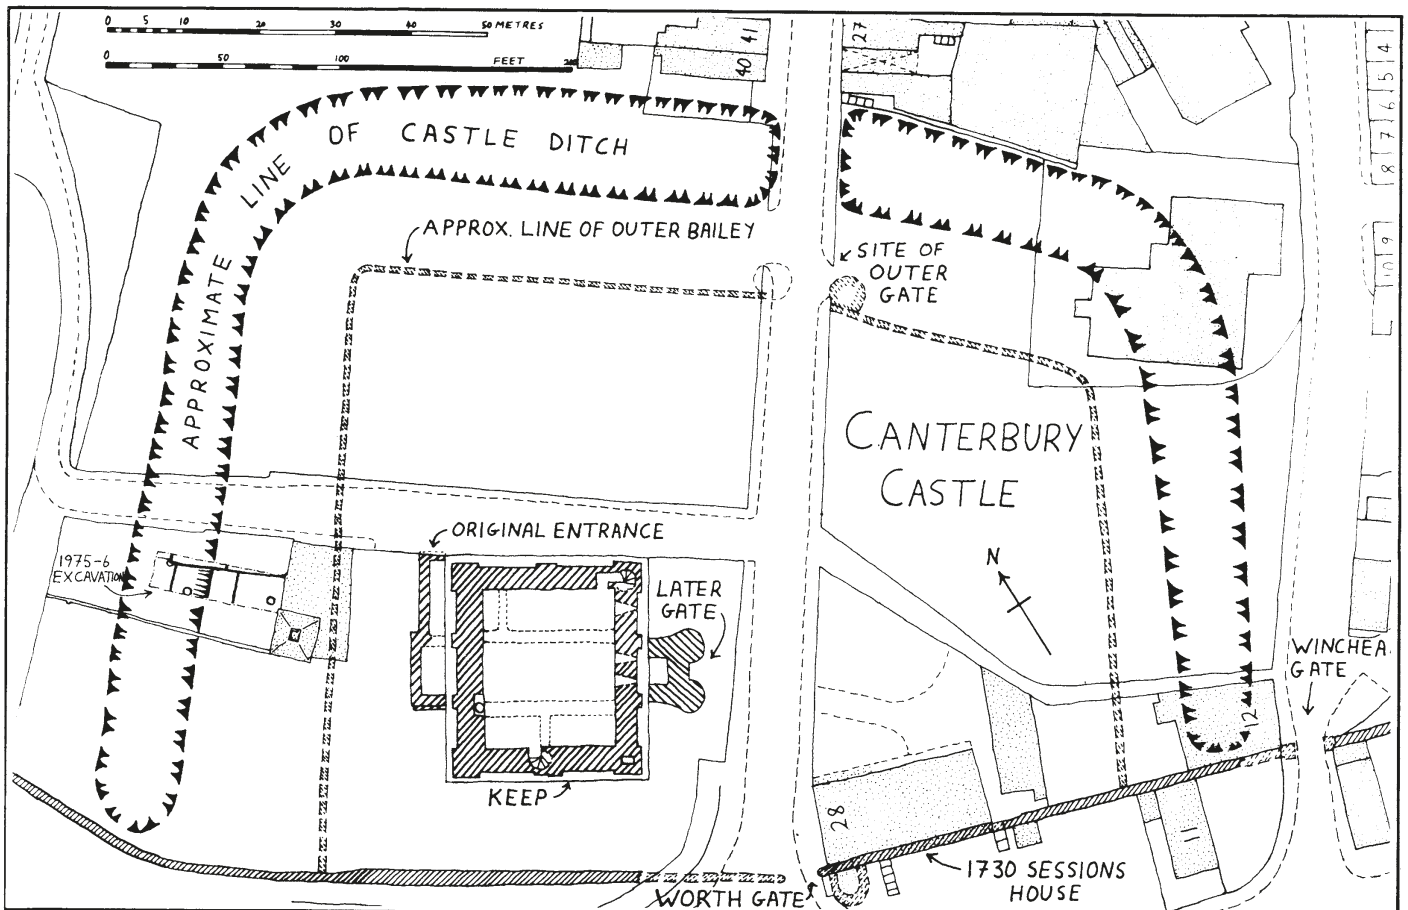 0 5 10 20 30 40 50 METRES
0 50 100 FEET
41
40
27
4
5
6
7
8
9
10
APPROXIMATE LINE OF CASTLE DITCH
APPROX. LINE OF OUTER BAILEY
SITE OF
OUTER
GATE
CANTERBURY
CASTLE
N
ORIGINAL ENTRANCE
1975-6
EXCAVATION
LATER
GATE
KEEP
WINCHEA
GATE
12
28
11
1730 SESSIONS
HOUSE
WORTH GATE